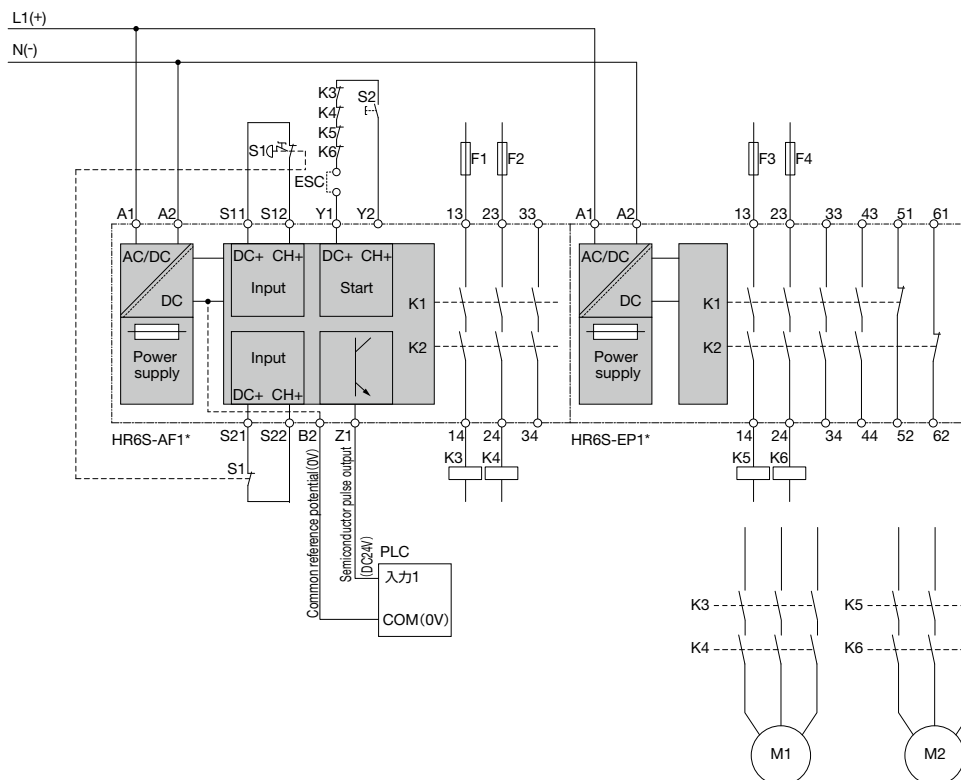 L1(+)
N(-)
K3
K4
K5
K6
S2
S1
ESC
F1
F2
F3
F4
A1
A2
S11
S12
Y1
Y2
13
23
33
A1
A2
13
23
33
43
51
61
AC/DC
DC
Power
supply
DC+ CH+
Input
DC+ CH+
Start
K1
K2
Input
DC+ CH+
AC/DC
DC
Power
supply
K1
K2
HR6S-AF1*
S21
S22
B2
Z1
14
24
34
HR6S-EP1*
14
24
34
44
52
62
S1
K3
K4
K5
K6
Common reference potential(0V)
Semiconductor pulse output
(DC24V)
PLC
入力1
COM(0V)
K3
K4
K5
K6
M1
M2